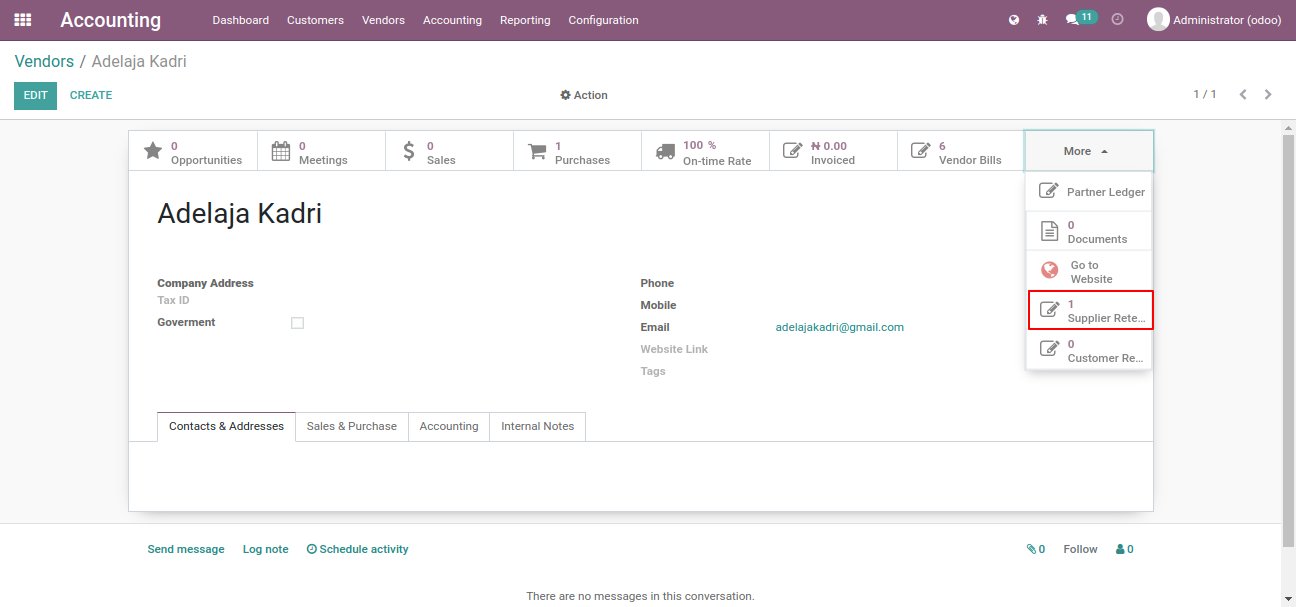 Accounting Dashboard Customers Vendors Accounting Reporting Configuration 11 Administrator (odoo)
Vendors / Adelaja Kadri
EDIT CREATE Action 1 / 1
0 Opportunities
0 Meetings
$ 0 Sales
1 Purchases
100 % On-time Rate
₦ 0.00 Invoiced
6 Vendor Bills
More
Partner Ledger
0 Documents
Go to Website
1 Supplier Rete...
0 Customer Re...
Adelaja Kadri
Company Address
Tax ID
Goverment
Phone
Mobile
Email adelajakadri@gmail.com
Website Link
Tags
Contacts & Addresses Sales & Purchase Accounting Internal Notes
Send message Log note Schedule activity 0 Follow 0
There are no messages in this conversation.